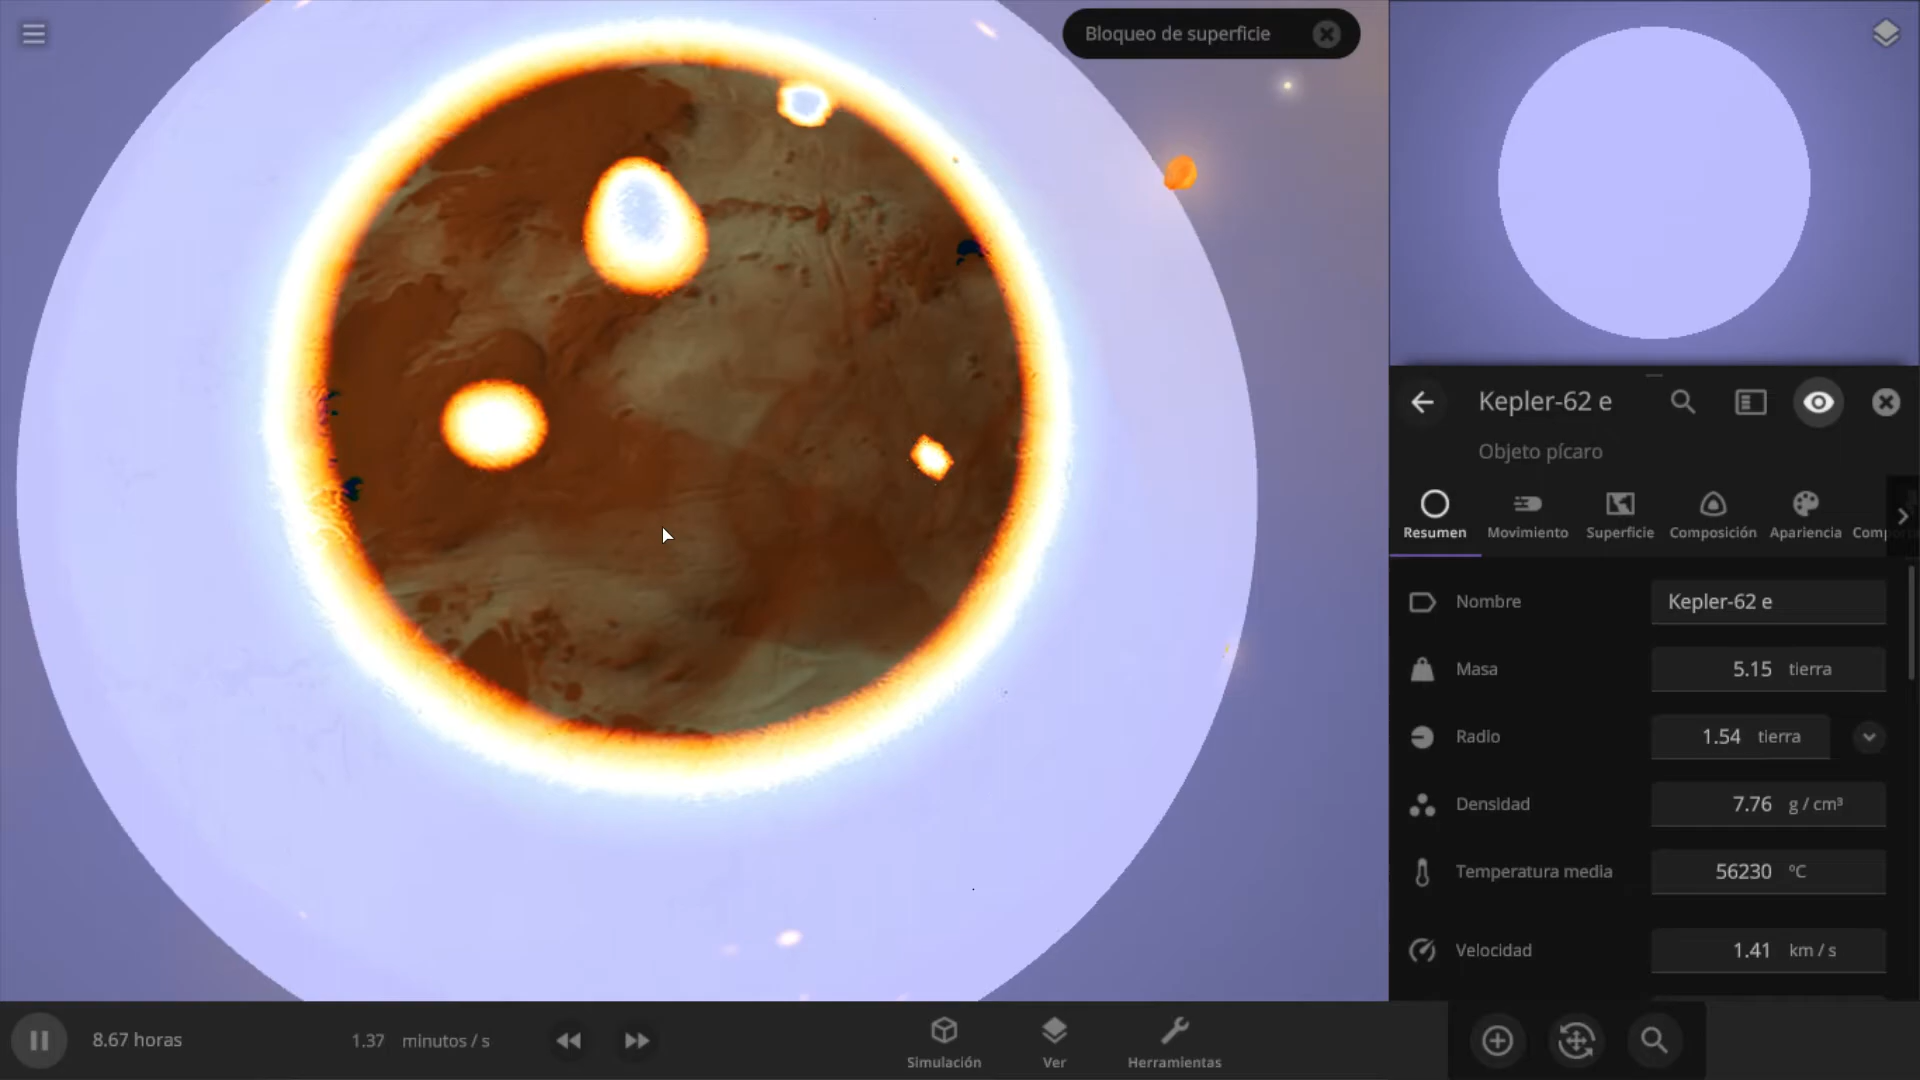 Bloqueo de superficie
Kepler-62 e
Objeto pícaro
Resumen
Movimiento
Superficie
Composición
Apariencia
Comp
Nombre
Kepler-62 e
Masa
5.15 tierra
Radio
1.54 tierra
Densidad
7.76 g / cm³
Temperatura media
56230 °C
Velocidad
1.41 km / s
8.67 horas
1.37 minutos / s
Simulación
Ver
Herramientas